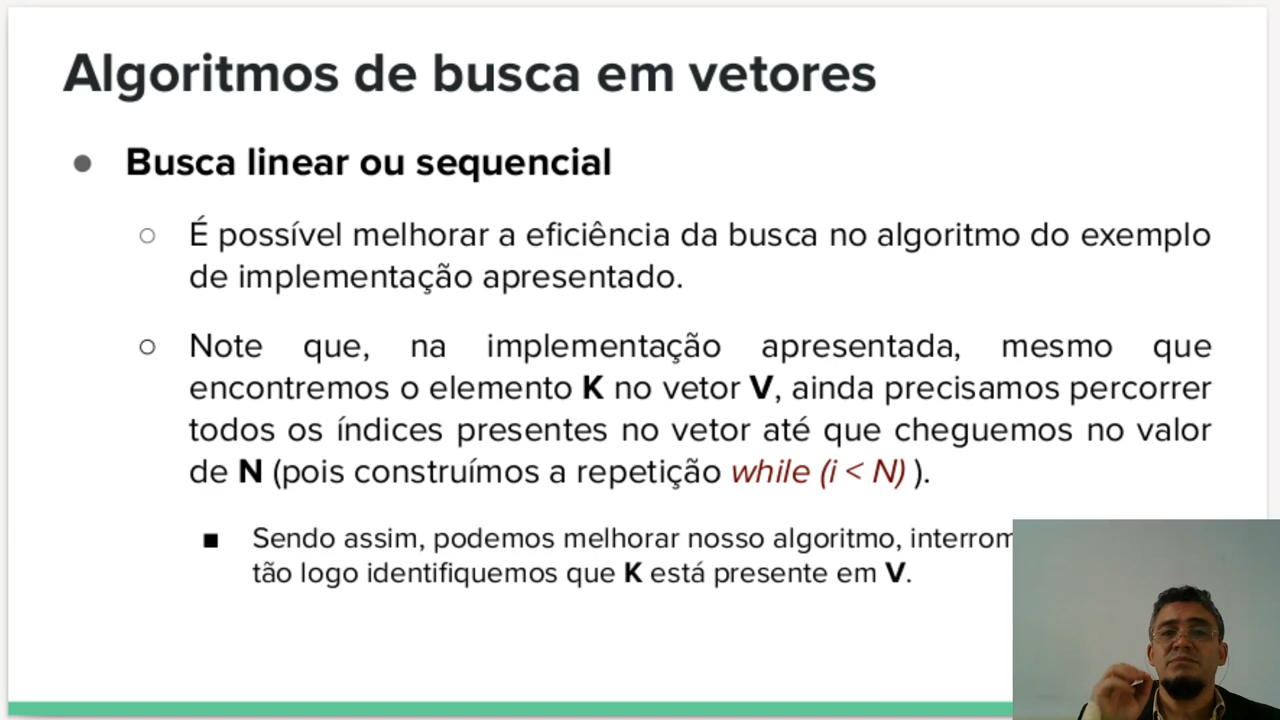 Algoritmos de busca em vetores
● Busca linear ou sequencial
○ É possível melhorar a eficiência da busca no algoritmo do exemplo
de implementação apresentado.
○ Note que, na implementação apresentada, mesmo que
encontremos o elemento K no vetor V, ainda precisamos percorrer
todos os índices presentes no vetor até que cheguemos no valor
de N (pois construímos a repetição while (i < N) ).
■ Sendo assim, podemos melhorar nosso algoritmo,
tão logo identifiquemos que K está presente em V.